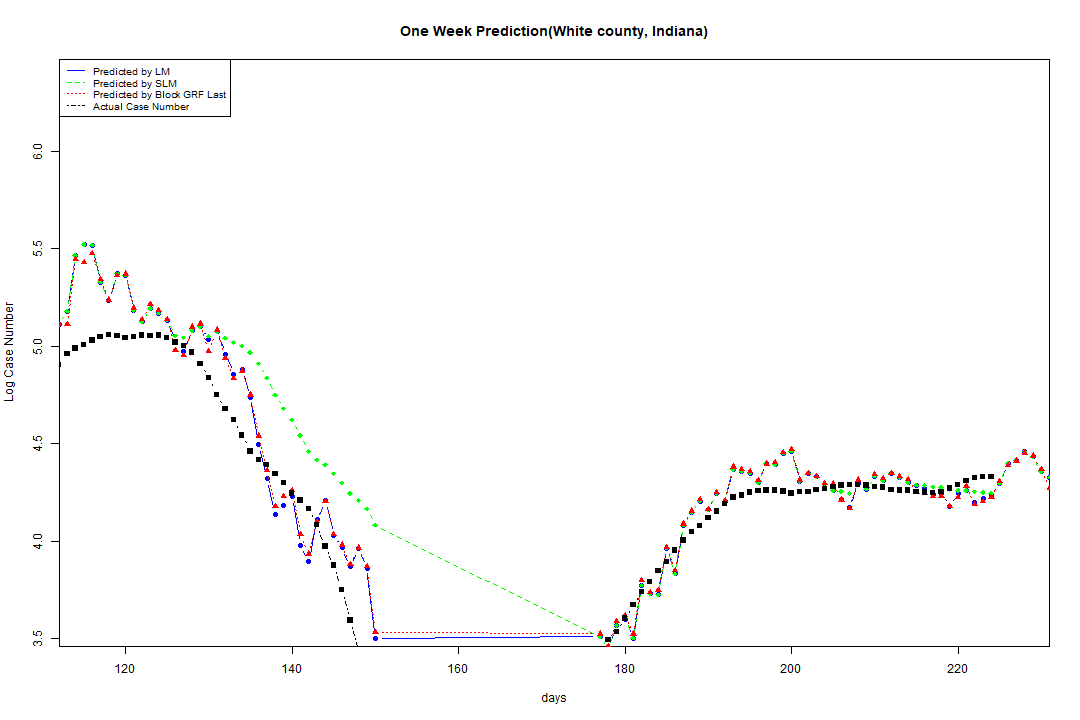 One Week Prediction(White county, Indiana)
Predicted by LM
Predicted by SLM
Predicted by Block GRF Last
Actual Case Number
Log Case Number
6.0
5.5
5.0
4.5
4.0
3.5
120 140 160 180 200 220
days